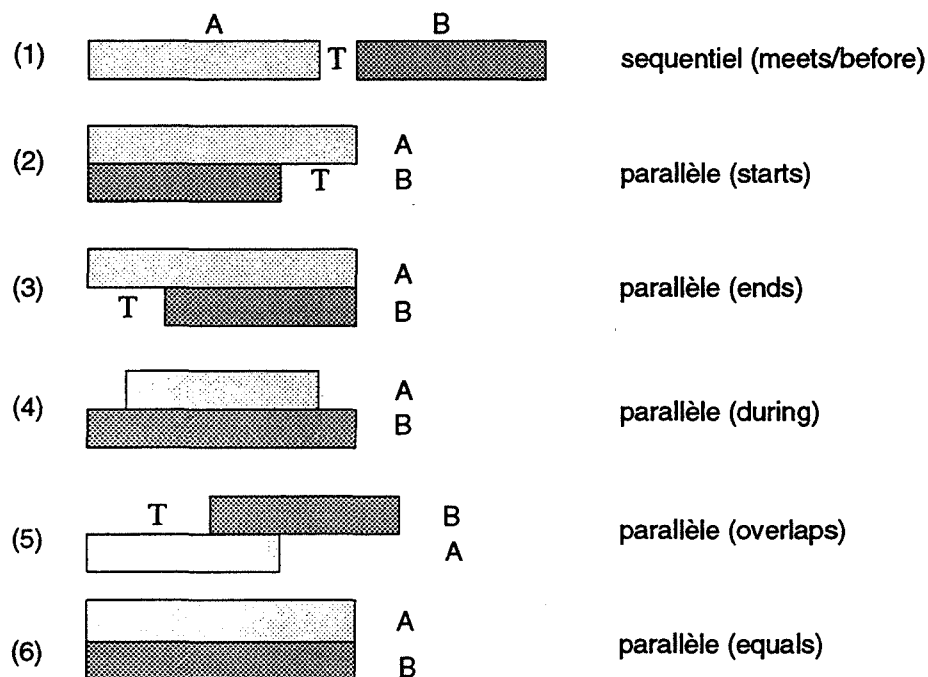 A B
(1) T sequentiel (meets/before)
A
(2) T B parallèle (starts)
A
(3) T B parallèle (ends)
A
(4) B parallèle (during)
T B
(5) A parallèle (overlaps)
A
(6) B parallèle (equals)